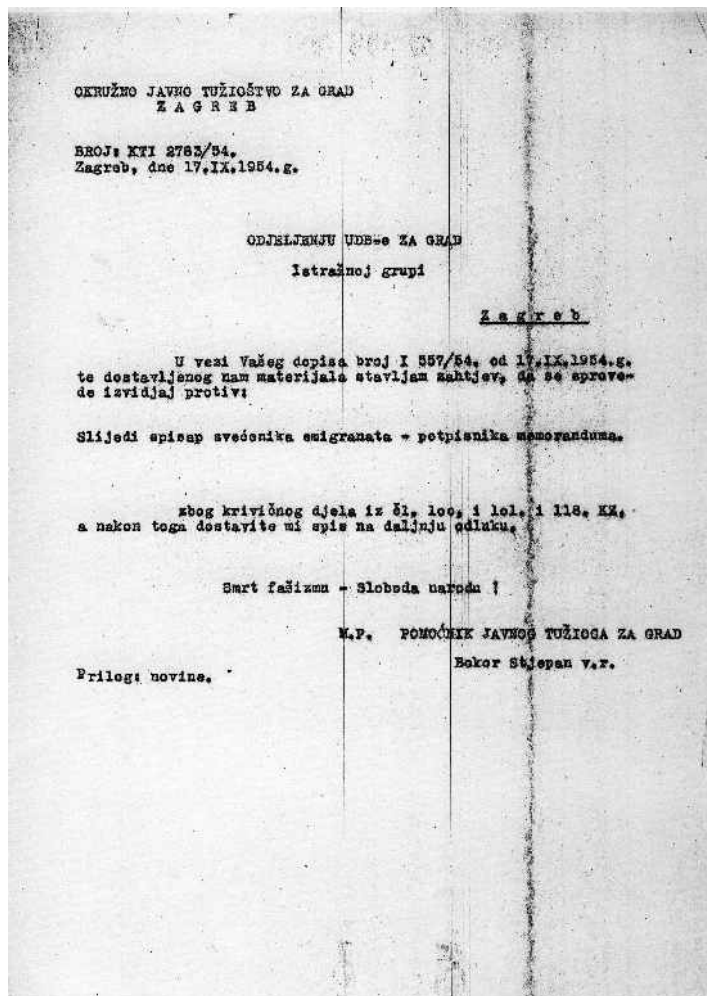 OKRUŽNO JAVNO TUŽIOŠTVO ZA GRAD
Z A G R E B
BROJ: KTI 2783/54.
Zagreb, dne 17.IX.1954.g.
ODJELJENJU UDB-e ZA GRAD
Istražnoj grupi
Z a g r e b
U vezi Vašeg dopisa broj I 557/54. od 17.IX.1954.g.
te dostavljenog nam materijala stavljam zahtjev, da se sprove-
de izvidjaj protiv:
Slijedi spisap svećenika emigranata - potpisnika memoranduma.
zbog krivičnog djela iz čl. loo. i lol. i 118. KZ.
a nakon toga dostavite mi spis na daljnju odluku.
Smrt fašizmu - Sloboda narodu !
M.P. POMOĆNIK JAVNOG TUŽIOGA ZA GRAD
Bokor Stjepan v.r.
Prilog: novine.